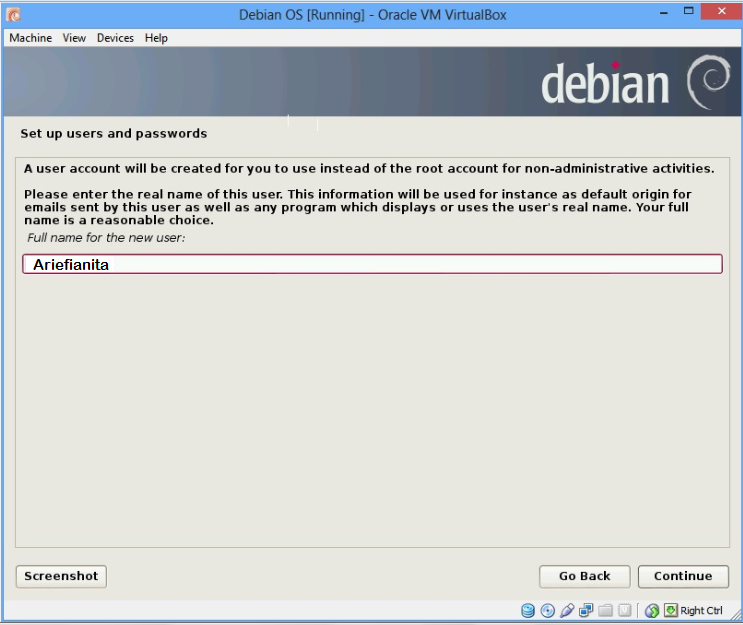 Debian OS [Running] - Oracle VM VirtualBox
Machine View Devices Help
debian
Set up users and passwords
A user account will be created for you to use instead of the root account for non-administrative activities.
Please enter the real name of this user. This information will be used for instance as default origin for
emails sent by this user as well as any program which displays or uses the user's real name. Your full
name is a reasonable choice.
Full name for the new user:
Ariefianita
Screenshot Go Back Continue
Right Ctrl